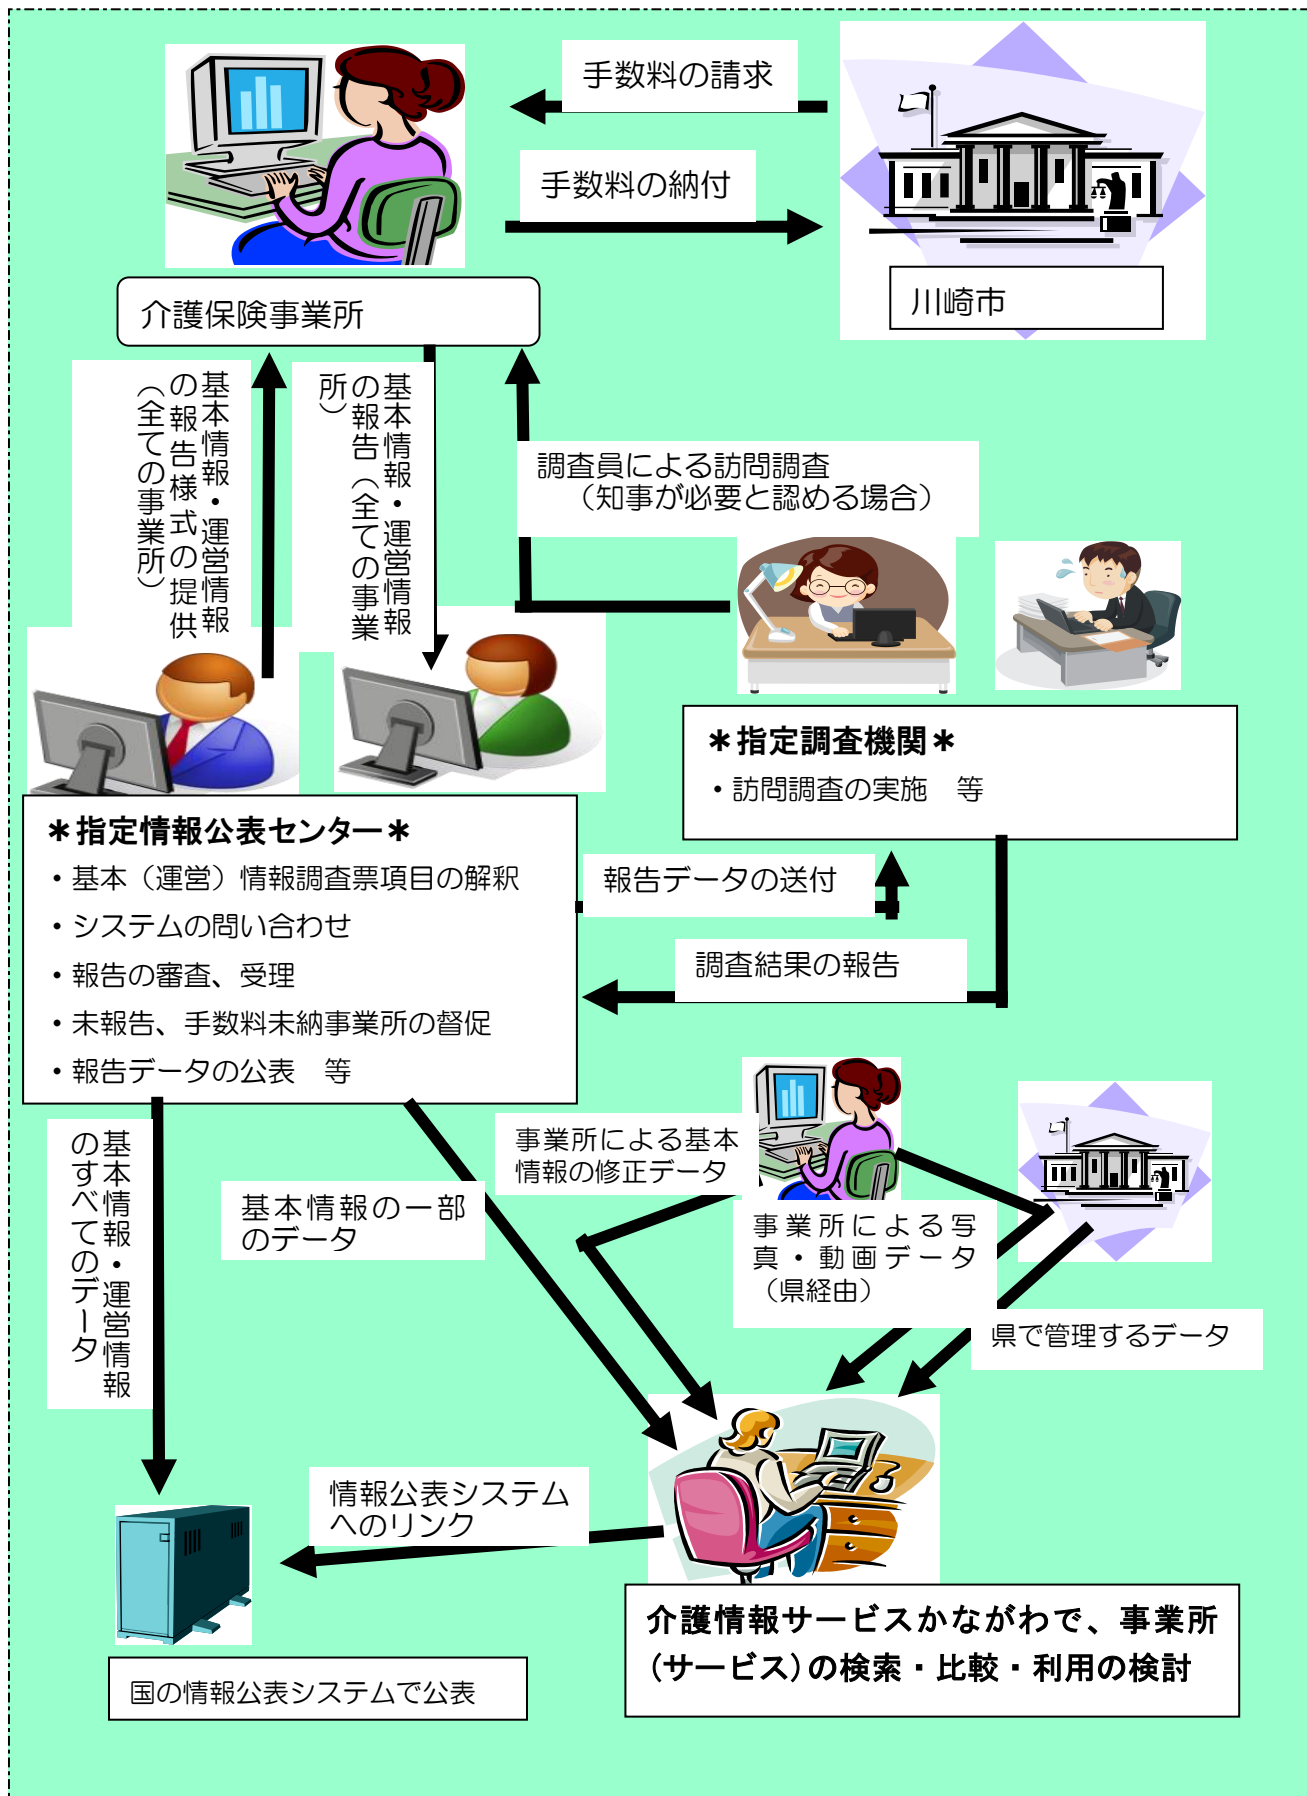 手数料の請求
手数料の納付
川崎市
介護保険事業所
基本情報・運営情報
の報告様式の提供
（全ての事業所）
基本情報・運営情報
の報告（全ての事業
所）
調査員による訪問調査
（知事が必要と認める場合）
＊指定調査機関＊
・訪問調査の実施　等
＊指定情報公表センター＊
・基本（運営）情報調査票項目の解釈
・システムの問い合わせ
・報告の審査、受理
・未報告、手数料未納事業所の督促
・報告データの公表　等
報告データの送付
調査結果の報告
基本情報・運営情報
のすべてのデータ
基本情報の一部
のデータ
事業所による基本
情報の修正データ
事業所による写
真・動画データ
（県経由）
県で管理するデータ
情報公表システム
へのリンク
国の情報公表システムで公表
介護情報サービスかながわで、事業所
(サービス)の検索・比較・利用の検討